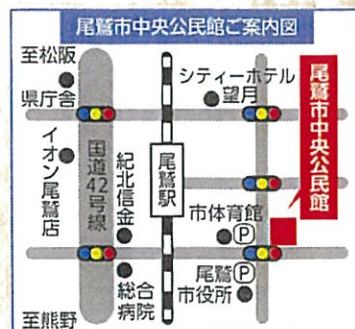 尾鷲市中央公民館ご案内図
至松阪
県庁舎
イオン尾鷲店
国道42号線
紀北信金
総合
病院
至熊野
尾鷲駅
シティーホテル
望月
市体育館
P
尾鷲
市役所
P
尾鷲市中央公民館